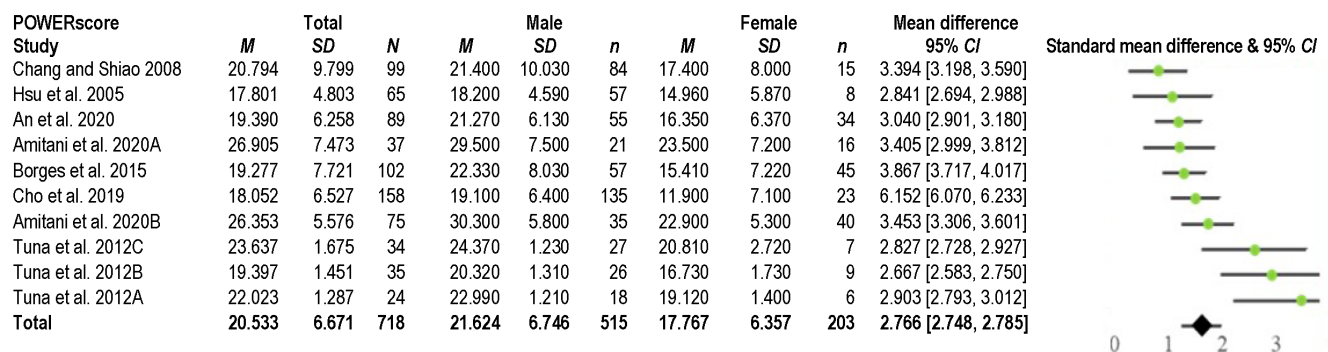 POWERscore Total Male Female Mean difference
Study M SD N M SD n M SD n 95% CI Standard mean difference & 95% CI
Chang and Shiao 2008 20.794 9.799 99 21.400 10.030 84 17.400 8.000 15 3.394 [3.198, 3.590]
Hsu et al. 2005 17.801 4.803 65 18.200 4.590 57 14.960 5.870 8 2.841 [2.694, 2.988]
An et al. 2020 19.390 6.258 89 21.270 6.130 55 16.350 6.370 34 3.040 [2.901, 3.180]
Amitani et al. 2020A 26.905 7.473 37 29.500 7.500 21 23.500 7.200 16 3.405 [2.999, 3.812]
Borges et al. 2015 19.277 7.721 102 22.330 8.030 57 15.410 7.220 45 3.867 [3.717, 4.017]
Cho et al. 2019 18.052 6.527 158 19.100 6.400 135 11.900 7.100 23 6.152 [6.070, 6.233]
Amitani et al. 2020B 26.353 5.576 75 30.300 5.800 35 22.900 5.300 40 3.453 [3.306, 3.601]
Tuna et al. 2012C 23.637 1.675 34 24.370 1.230 27 20.810 2.720 7 2.827 [2.728, 2.927]
Tuna et al. 2012B 19.397 1.451 35 20.320 1.310 26 16.730 1.730 9 2.667 [2.583, 2.750]
Tuna et al. 2012A 22.023 1.287 24 22.990 1.210 18 19.120 1.400 6 2.903 [2.793, 3.012]
Total 20.533 6.671 718 21.624 6.746 515 17.767 6.357 203 2.766 [2.748, 2.785]
0 1 2 3